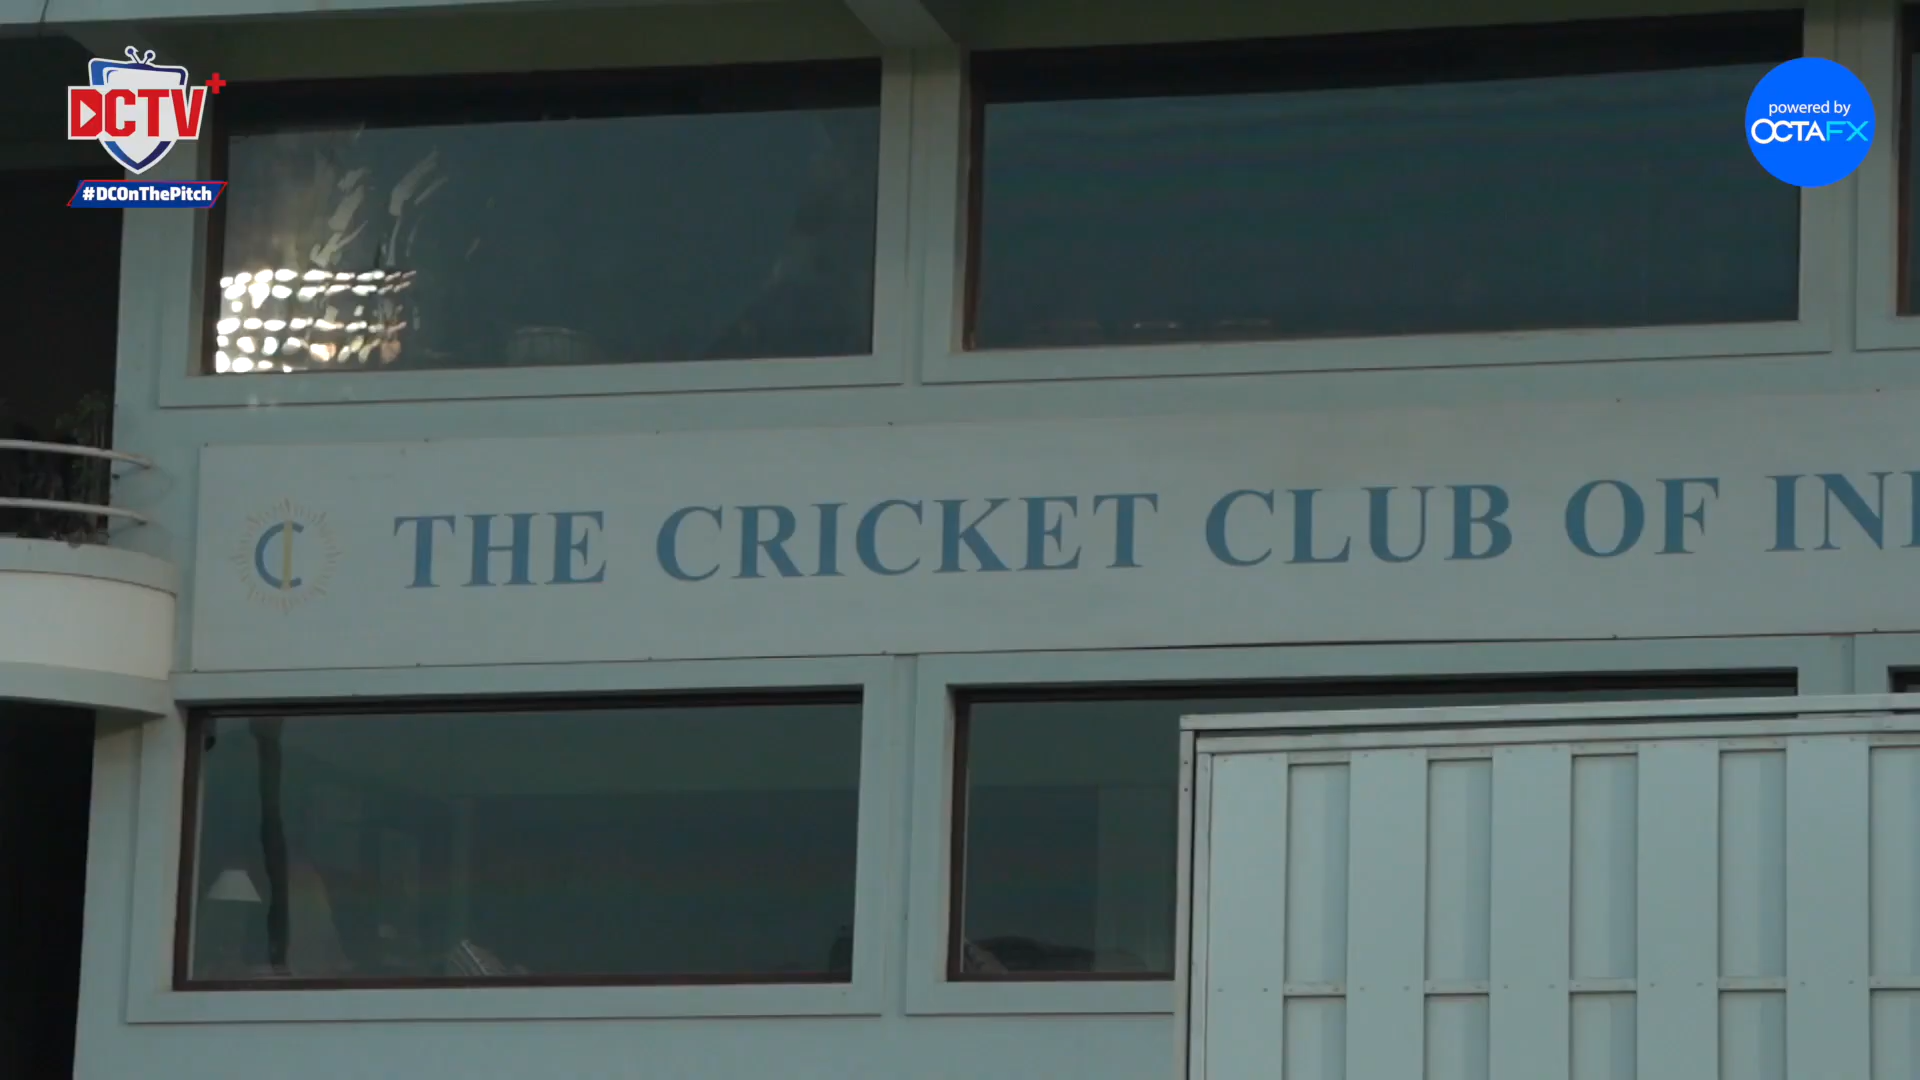 DCTV+
#DCOnThePitch
powered by
OCTAFX
THE CRICKET CLUB OF IN